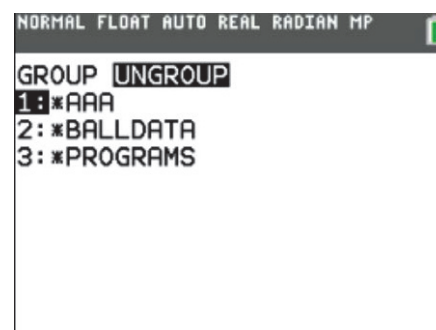 NORMAL FLOAT AUTO REAL RADIAN MP
GROUP UNGROUP
1:*AAA
2:*BALLDATA
3:*PROGRAMS